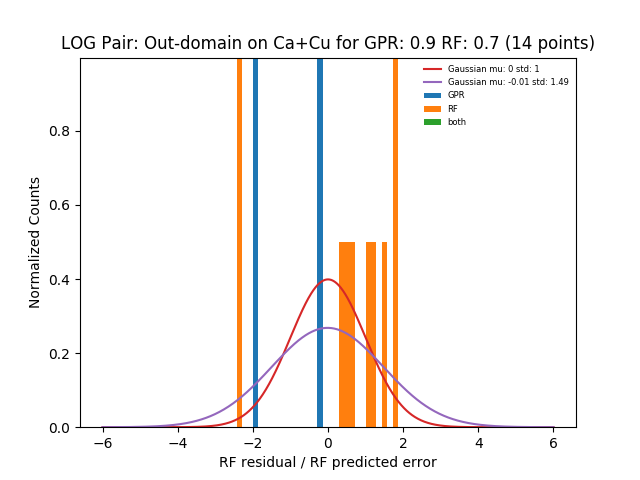 LOG Pair: Out-domain on Ca+Cu for GPR: 0.9 RF: 0.7 (14 points)
Gaussian mu: 0 std: 1
Gaussian mu: -0.01 std: 1.49
GPR
RF
both
0.8
0.6
0.4
0.2
0.0
Normalized Counts
−6 −4 −2 0 2 4 6
RF residual / RF predicted error